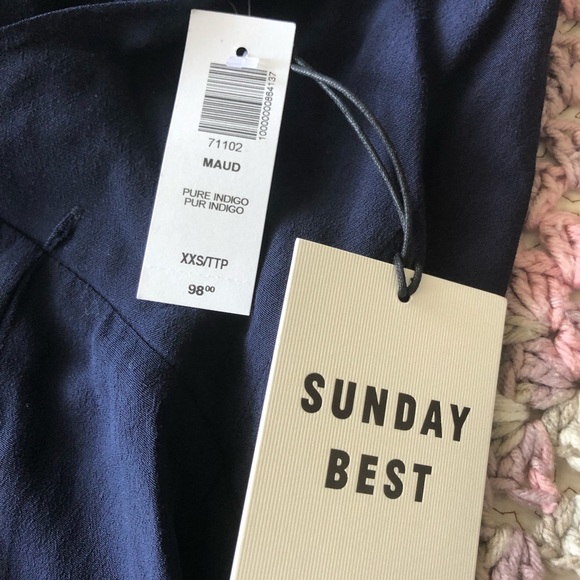 1000000864137
71102
MAUD
PURE INDIGO
PUR INDIGO
XXS/TTP
98⁰⁰
SUNDAY
BEST